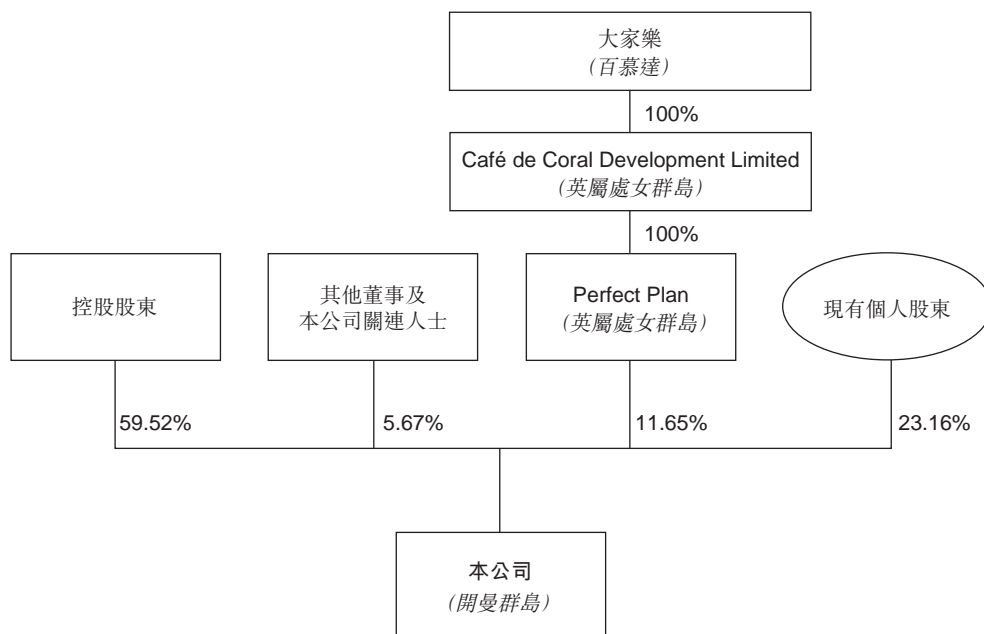 大家樂
(百慕達)
100%
Café de Coral Development Limited
(英屬處女群島)
100%
控股股東
其他董事及
本公司關連人士
Perfect Plan
(英屬處女群島)
現有個人股東
59.52%
5.67%
11.65%
23.16%
本公司
(開曼群島)